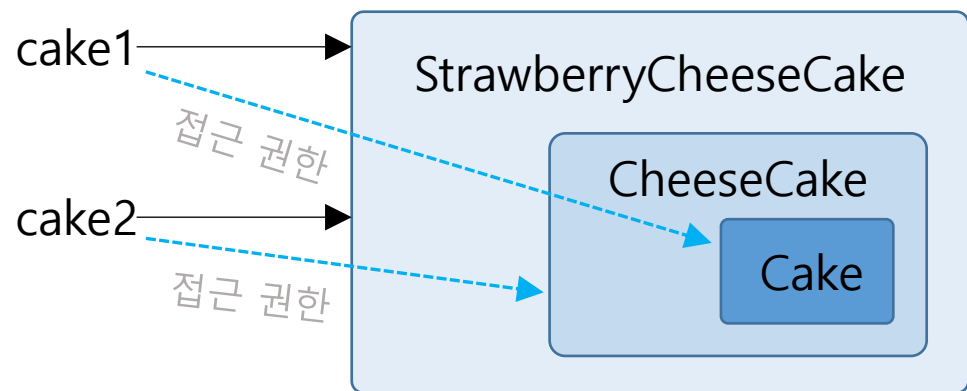 cake1
StrawberryCheeseCake
접근 권한
CheeseCake
cake2
Cake
접근 권한